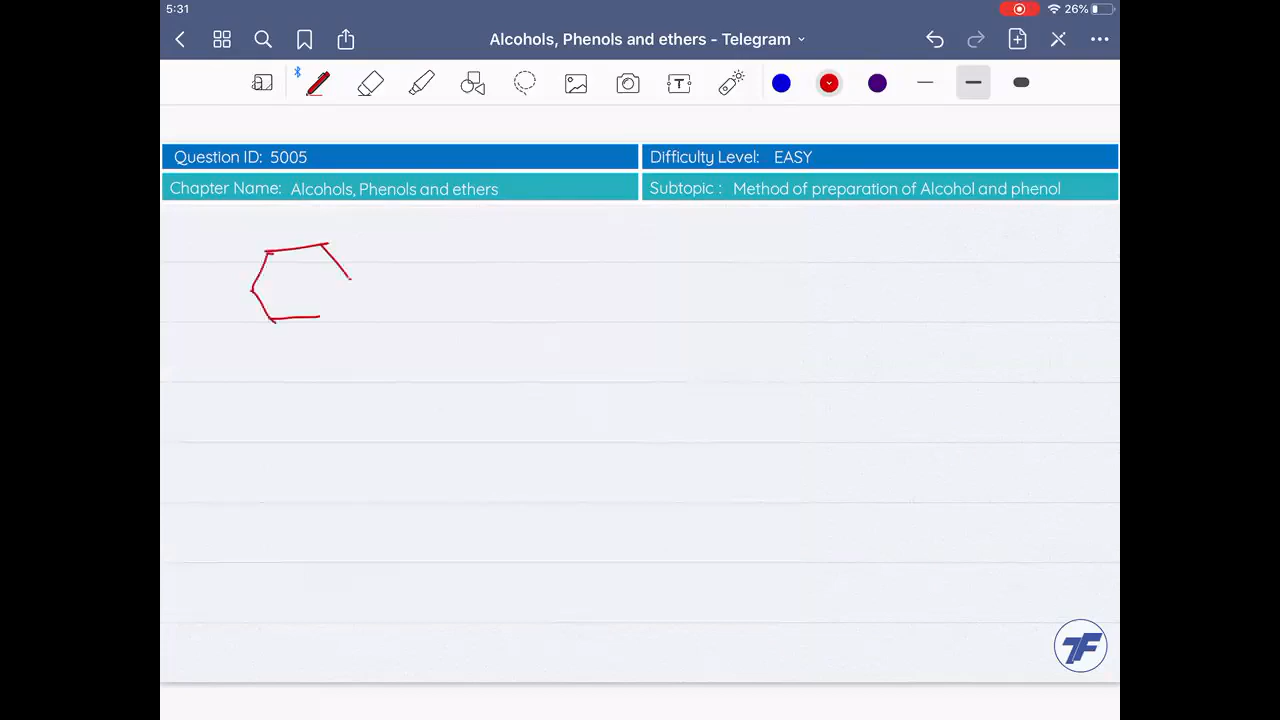 5:31
26%
Alcohols, Phenols and ethers - Telegram
T
Question ID: 5005
Difficulty Level: EASY
Chapter Name: Alcohols, Phenols and ethers
Subtopic : Method of preparation of Alcohol and phenol
TF